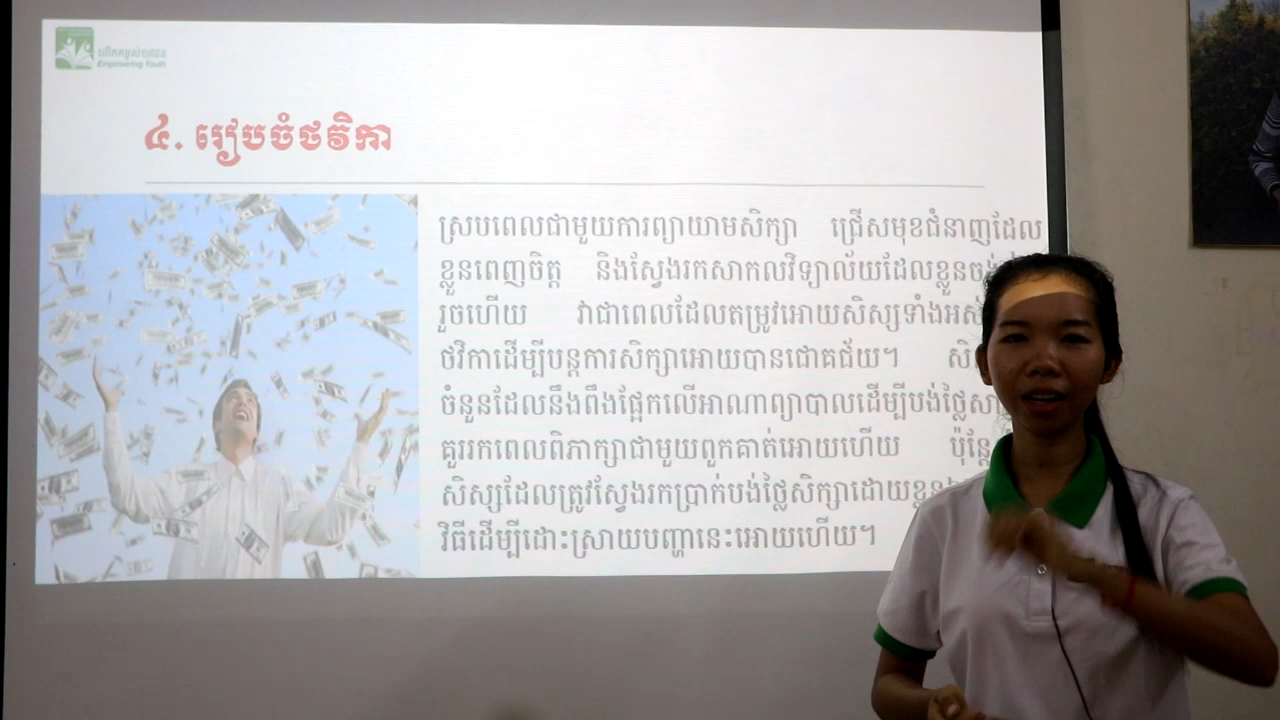 លើកកម្ពស់យុវជន
Empowering Youth
៤. រៀបចំថវិកា
ស្របពេលជាមួយការព្យាយាមសិក្សា ជ្រើសមុខជំនាញដែល
ខ្លួនពេញចិត្ត និងស្វែងរកសាកលវិទ្យាល័យដែលខ្លួនចង់
រួចហើយ វាជាពេលដែលតម្រូវអោយសិស្សទាំងអស់
ថវិកាដើម្បីបន្តការសិក្សាអោយបានជោគជ័យ។
ចំនួនដែលនឹងពឹងផ្អែកលើអាណាព្យាបាលដើម្បីបង់ថ្លៃ
គួររកពេលពិភាក្សាជាមួយពួកគាត់អោយហើយ ប៉ុន្តែ
សិស្សដែលត្រូវស្វែងរកប្រាក់បង់ថ្លៃសិក្សាដោយខ្លួន
វិធីដើម្បីដោះស្រាយបញ្ហានេះអោយហើយ។